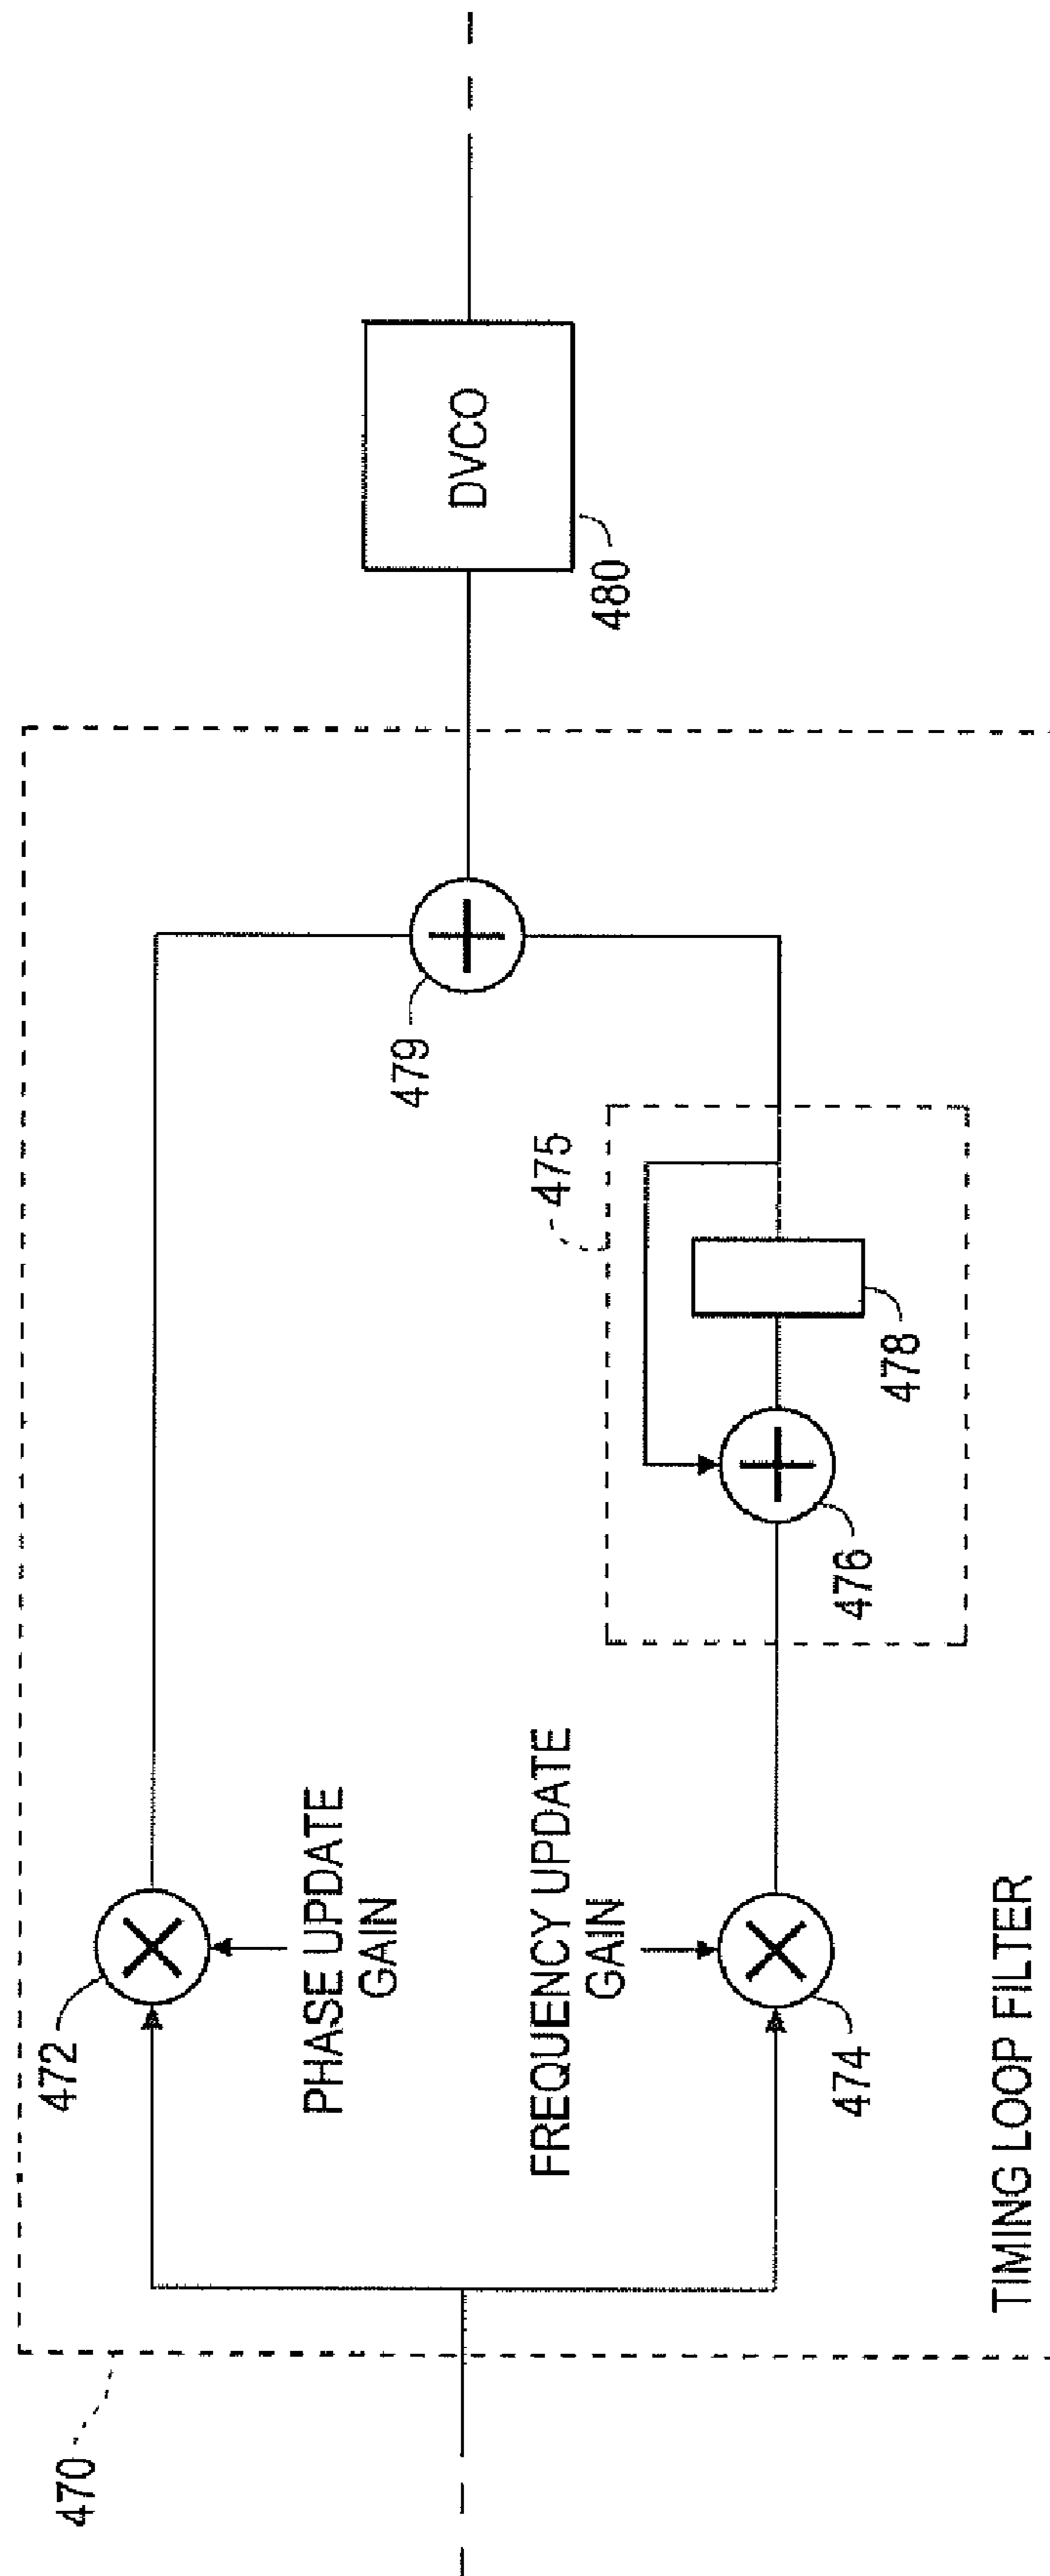 470
472
PHASE UPDATE
GAIN
FREQUENCY UPDATE
GAIN
474
475
476
478
479
DVCO
480
TIMING LOOP FILTER